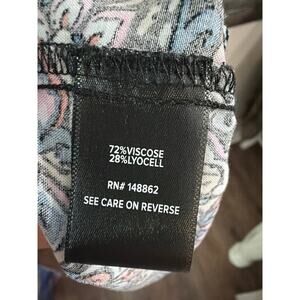 72%VISCOSE
28%LYOCELL
RN# 148862
SEE CARE ON REVERSE